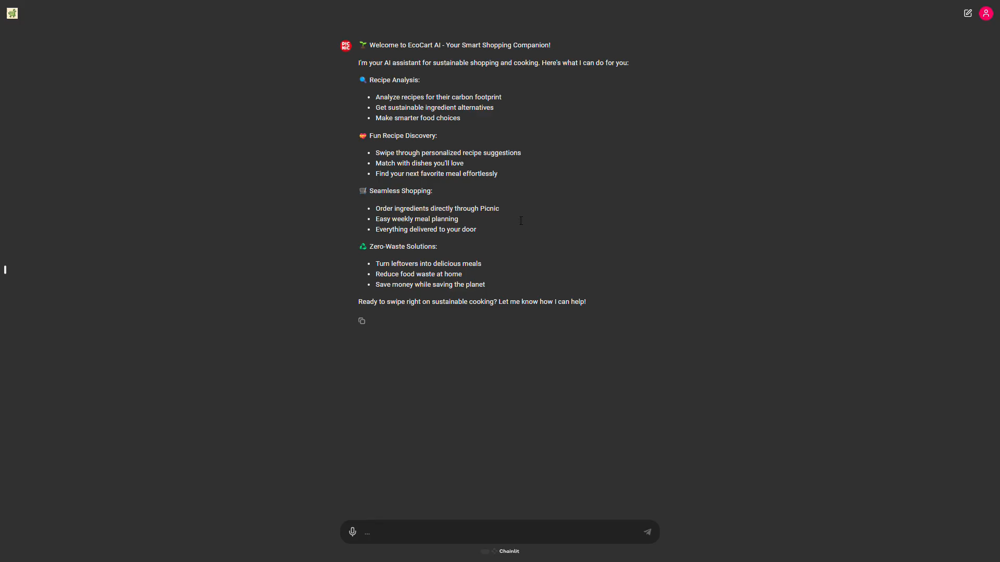 PIC
NIC
🌱 Welcome to EcoCart AI - Your Smart Shopping Companion!
I'm your AI assistant for sustainable shopping and cooking. Here's what I can do for you:
🔍 Recipe Analysis:
• Analyze recipes for their carbon footprint
• Get sustainable ingredient alternatives
• Make smarter food choices
💝 Fun Recipe Discovery:
• Swipe through personalized recipe suggestions
• Match with dishes you'll love
• Find your next favorite meal effortlessly
🛒 Seamless Shopping:
• Order ingredients directly through Picnic
• Easy weekly meal planning
• Everything delivered to your door
♻️ Zero-Waste Solutions:
• Turn leftovers into delicious meals
• Reduce food waste at home
• Save money while saving the planet
Ready to swipe right on sustainable cooking? Let me know how I can help!
...
Chainlit